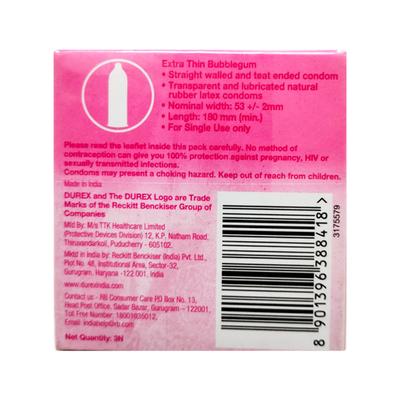 Extra Thin Bubblegum
• Straight walled and teat ended condom
• Transparent and lubricated natural
rubber latex condoms
• Nominal width: 53 +/- 2mm
• Length: 180 mm (min.)
• For Single Use only
Please read the leaflet inside this pack carefully. No method of
contraception can give you 100% protection against pregnancy, HIV or
sexually transmitted infections.
Condoms may present a choking hazard. Keep out of reach from children.
Made in India
DUREX and The DUREX Logo are Trade
Marks of the Reckitt Benckiser Group of
Companies
Mfd By: M/s TTK Healthcare Limited
(Protective Devices Division) 12, K.P. Natham Road,
Thiruvandarkoil, Puducherry - 605102.
Mktd in India by: Reckitt Benckiser (India) Pvt. Ltd.,
Plot No. 48, Institutional Area, Sector-32,
Gurugram, Haryana -122 001, India
www.durexindia.com
Contact us - RB Consumer Care PO Box No. 13,
Head Post Office, Sadar Bazar, Gurugram – 122001,
Toll Free Number: 18001035012,
Email: indiahelp@rb.com
Net Quantity: 3N
8 901396 388418 >
3175579